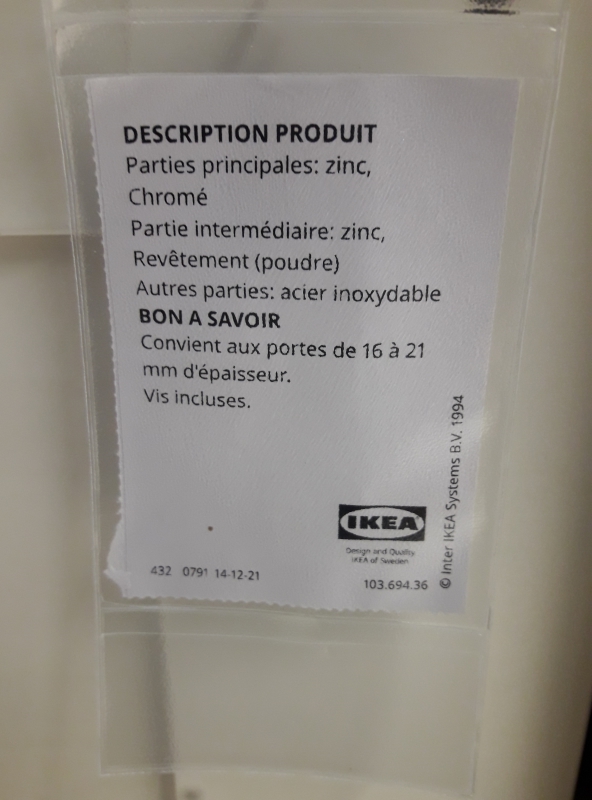 DESCRIPTION PRODUIT
Parties principales: zinc,
Chromé
Partie intermédiaire: zinc,
Revêtement (poudre)
Autres parties: acier inoxydable
BON A SAVOIR
Convient aux portes de 16 à 21
mm d'épaisseur.
Vis incluses.
© Inter IKEA Systems B.V. 1994
IKEA
Design and Quality
IKEA of Sweden
432 0791 14-12-21
103.694.36